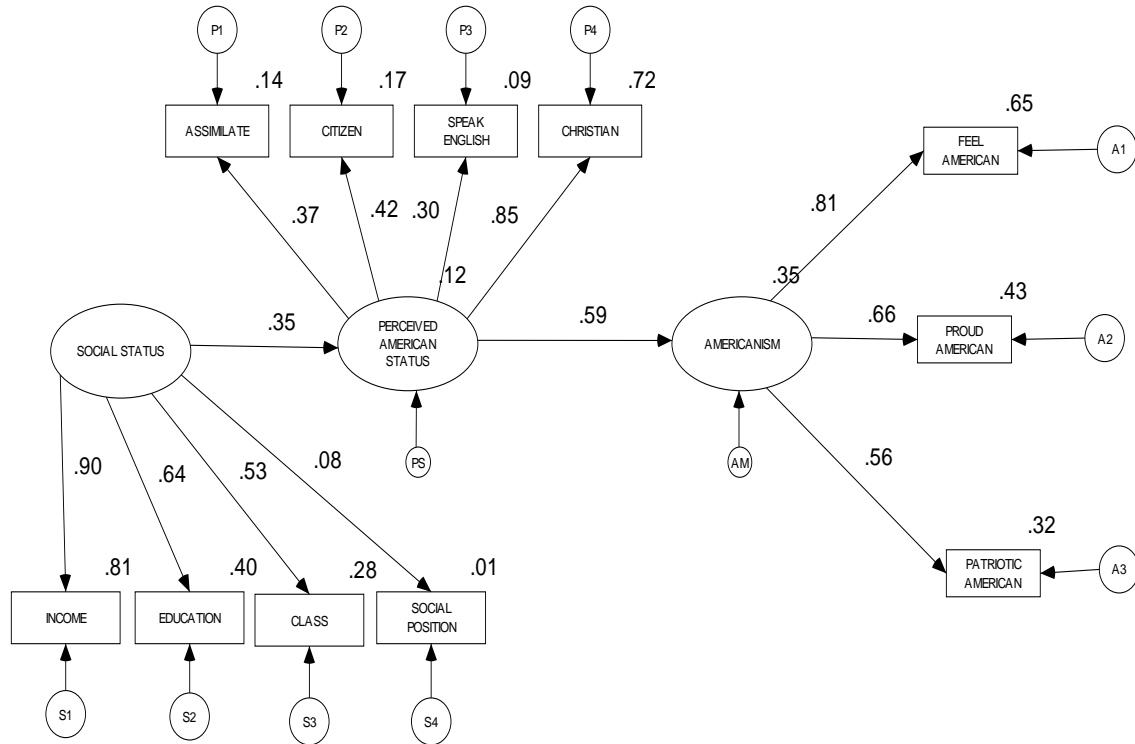 P1
P2
P3
P4
.14
.17
.09
.72
ASSIMILATE
CITIZEN
SPEAK
ENGLISH
CHRISTIAN
.65
FEEL
AMERICAN
A1
.37
.42
.30
.85
.81
.12
.35
.43
SOCIAL STATUS
.35
PERCEIVED
AMERICAN
STATUS
.59
AMERICANISM
.66
PROUD
AMERICAN
A2
PS
AM
.90
.64
.53
.08
.56
.32
PATRIOTIC
AMERICAN
A3
.81
.40
.28
.01
INCOME
EDUCATION
CLASS
SOCIAL
POSITION
S1
S2
S3
S4